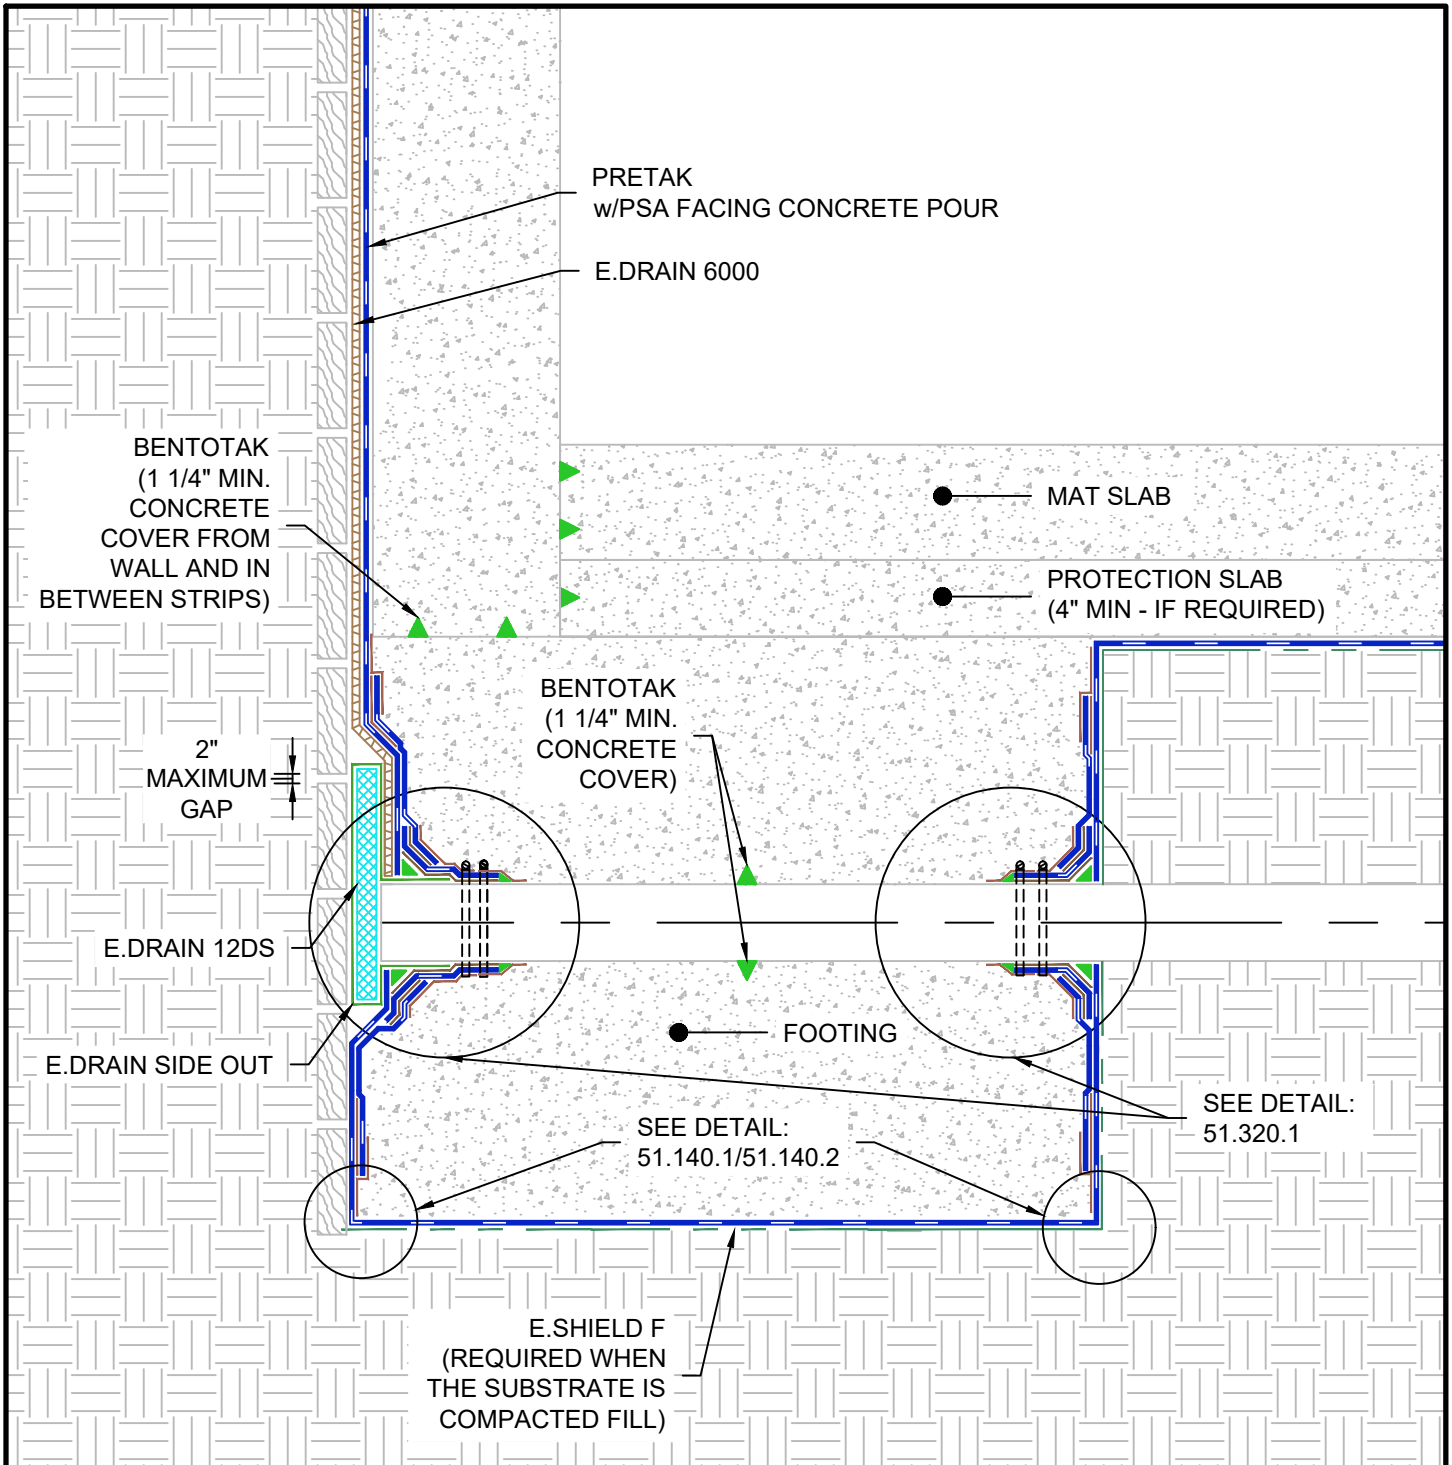 PRETAK
w/PSA FACING CONCRETE POUR
E.DRAIN 6000
BENTOTAK
(1 1/4" MIN.
CONCRETE
COVER FROM
WALL AND IN
BETWEEN STRIPS)
MAT SLAB
PROTECTION SLAB
(4" MIN - IF REQUIRED)
BENTOTAK
(1 1/4" MIN.
CONCRETE
COVER)
2"
MAXIMUM
GAP
E.DRAIN 12DS
FOOTING
E.DRAIN SIDE OUT
SEE DETAIL:
51.140.1/51.140.2
SEE DETAIL:
51.320.1
E.SHIELD F
(REQUIRED WHEN
THE SUBSTRATE IS
COMPACTED FILL)